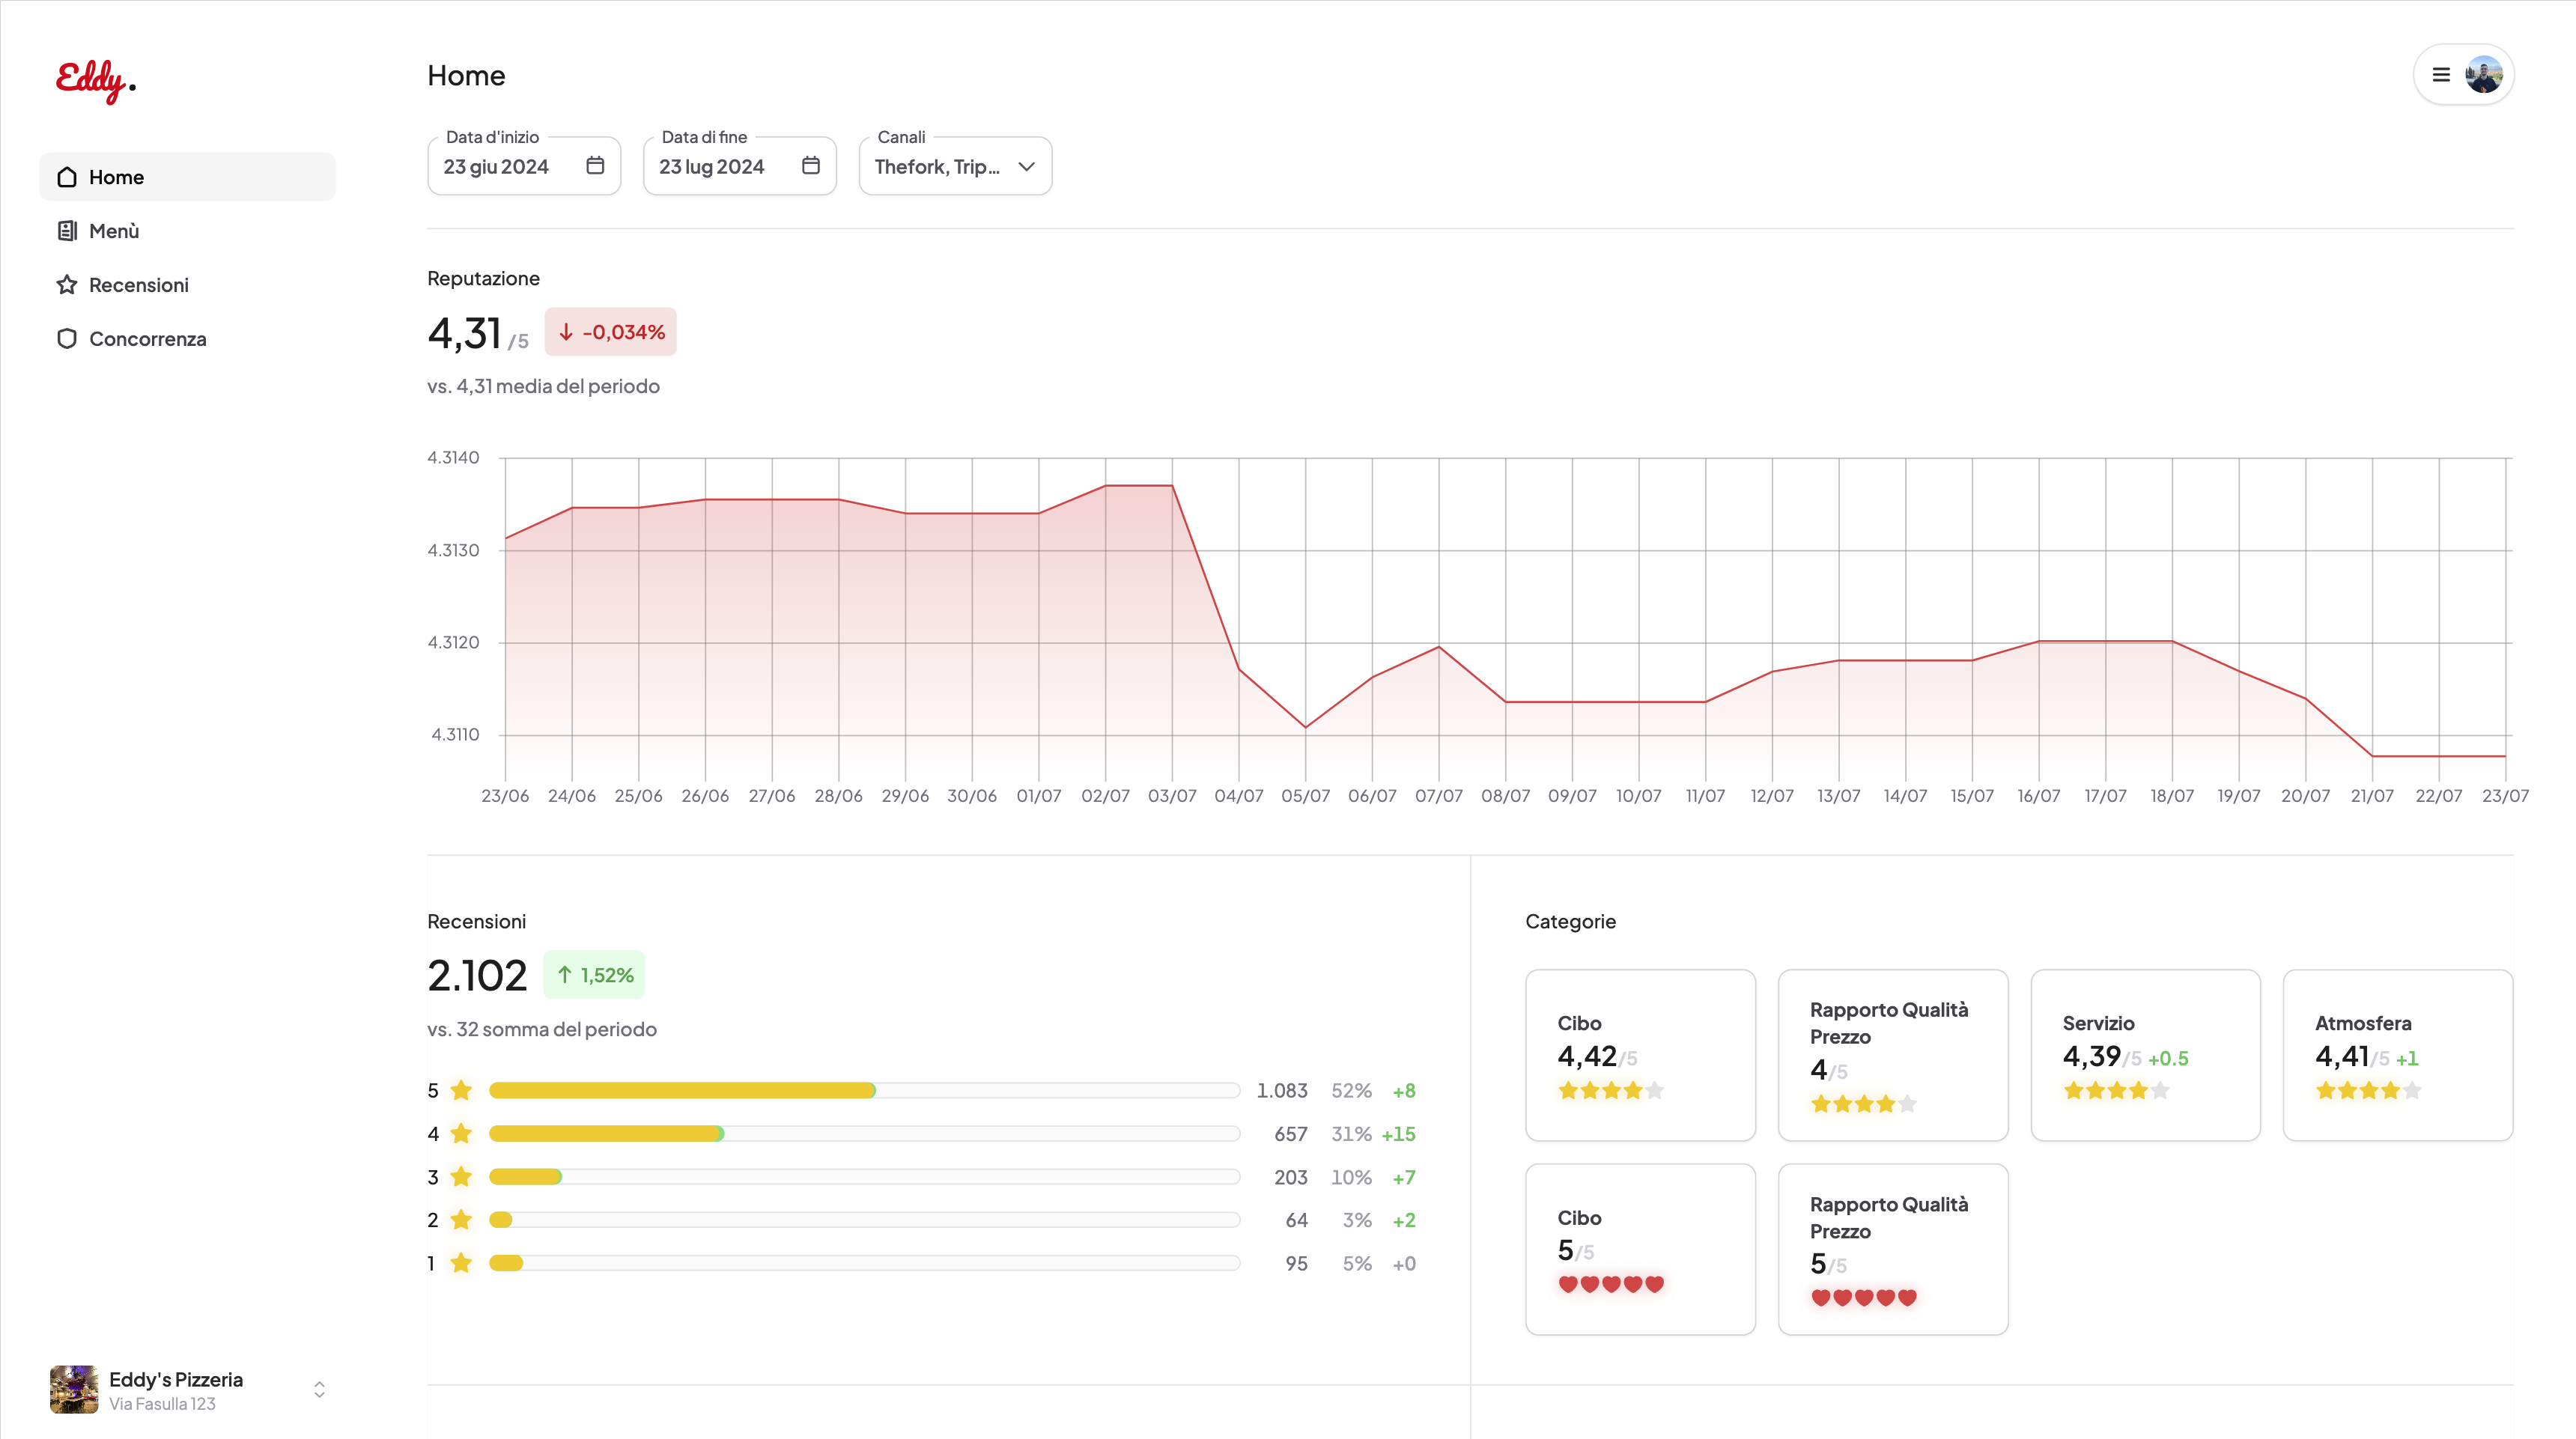 Eddy.
Home
Menù
Recensioni
Concorrenza
Eddy's Pizzeria
Via Fasulla 123
Home
Data d'inizio
23 giu 2024
Data di fine
23 lug 2024
Canali
Thefork, Trip...
Reputazione
4,31 /5 -0,034%
vs. 4,31 media del periodo
4.3140
4.3130
4.3120
4.3110
23/06 24/06 25/06 26/06 27/06 28/06 29/06 30/06 01/07 02/07 03/07 04/07 05/07 06/07 07/07 08/07 09/07 10/07 11/07 12/07 13/07 14/07 15/07 16/07 17/07 18/07 19/07 20/07 21/07 22/07 23/07
Recensioni
2.102 1,52%
vs. 32 somma del periodo
5 1.083 52% +8
4 657 31% +15
3 203 10% +7
2 64 3% +2
1 95 5% +0
Categorie
Cibo
4,42/5
Rapporto Qualità
Prezzo
4/5
Servizio
4,39/5 +0.5
Atmosfera
4,41/5 +1
Cibo
5/5
Rapporto Qualità
Prezzo
5/5